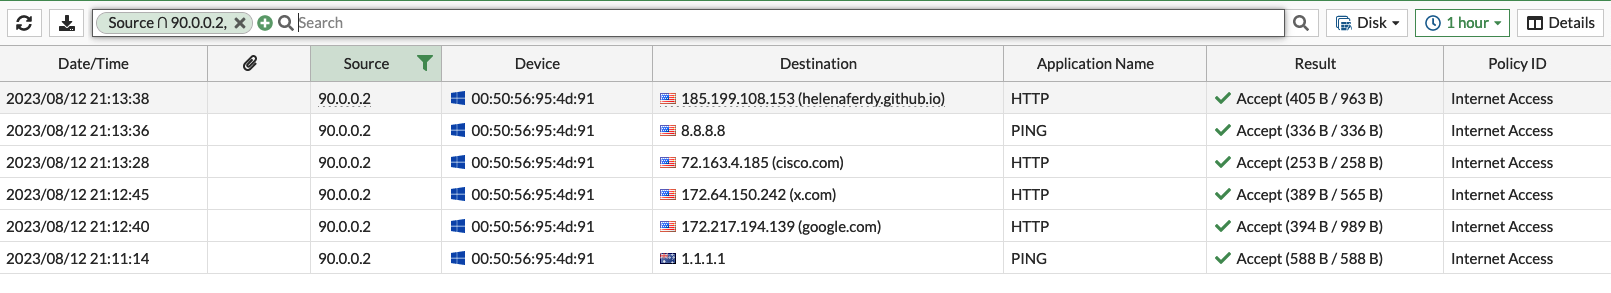 Source ∩ 90.0.0.2, Search Disk 1 hour Details
Date/Time Source Device Destination Application Name Result Policy ID
2023/08/12 21:13:38 90.0.0.2 00:50:56:95:4d:91 185.199.108.153 (helenaferdy.github.io) HTTP Accept (405 B / 963 B) Internet Access
2023/08/12 21:13:36 90.0.0.2 00:50:56:95:4d:91 8.8.8.8 PING Accept (336 B / 336 B) Internet Access
2023/08/12 21:13:28 90.0.0.2 00:50:56:95:4d:91 72.163.4.185 (cisco.com) HTTP Accept (253 B / 258 B) Internet Access
2023/08/12 21:12:45 90.0.0.2 00:50:56:95:4d:91 172.64.150.242 (x.com) HTTP Accept (389 B / 565 B) Internet Access
2023/08/12 21:12:40 90.0.0.2 00:50:56:95:4d:91 172.217.194.139 (google.com) HTTP Accept (394 B / 989 B) Internet Access
2023/08/12 21:11:14 90.0.0.2 00:50:56:95:4d:91 1.1.1.1 PING Accept (588 B / 588 B) Internet Access